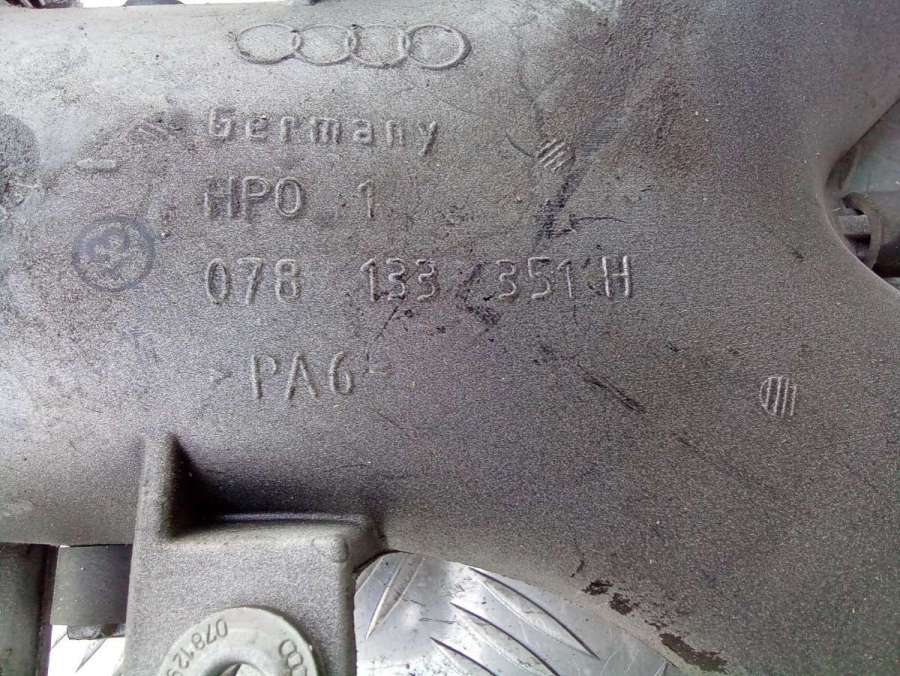 Germany
HPO 1
078 133 351 H
PA6